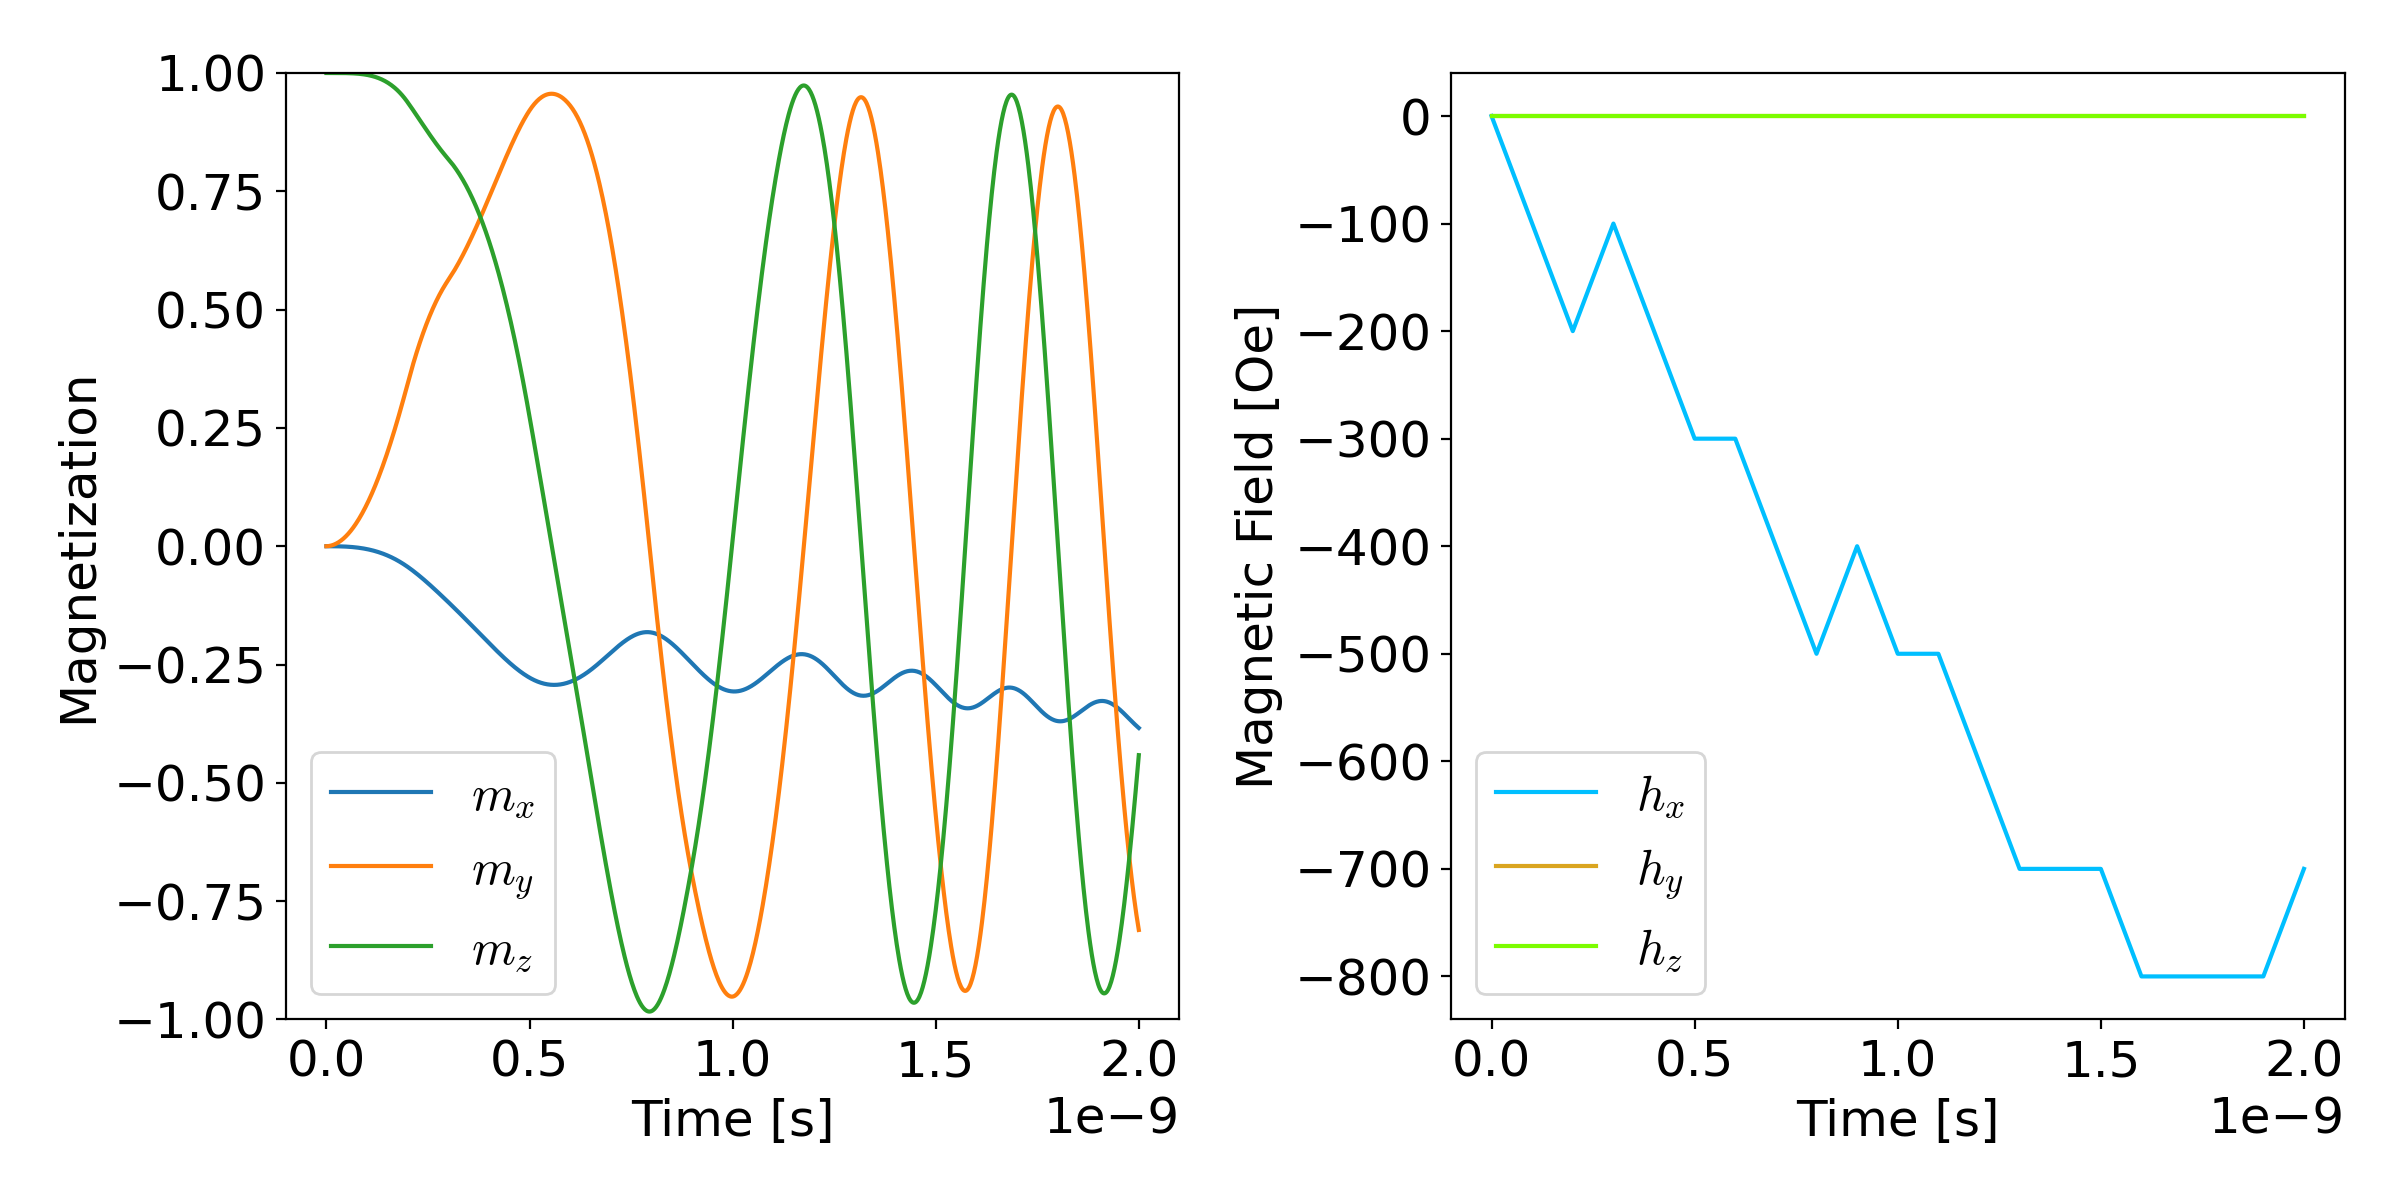 1.00
0.75
0.50
0.25
0.00
−0.25
−0.50
−0.75
−1.00
Magnetization
m_x
m_y
m_z
0.0 0.5 1.0 1.5 2.0
Time [s]
1e−9
0
−100
−200
−300
−400
−500
−600
−700
−800
Magnetic Field [Oe]
h_x
h_y
h_z
0.0 0.5 1.0 1.5 2.0
Time [s]
1e−9